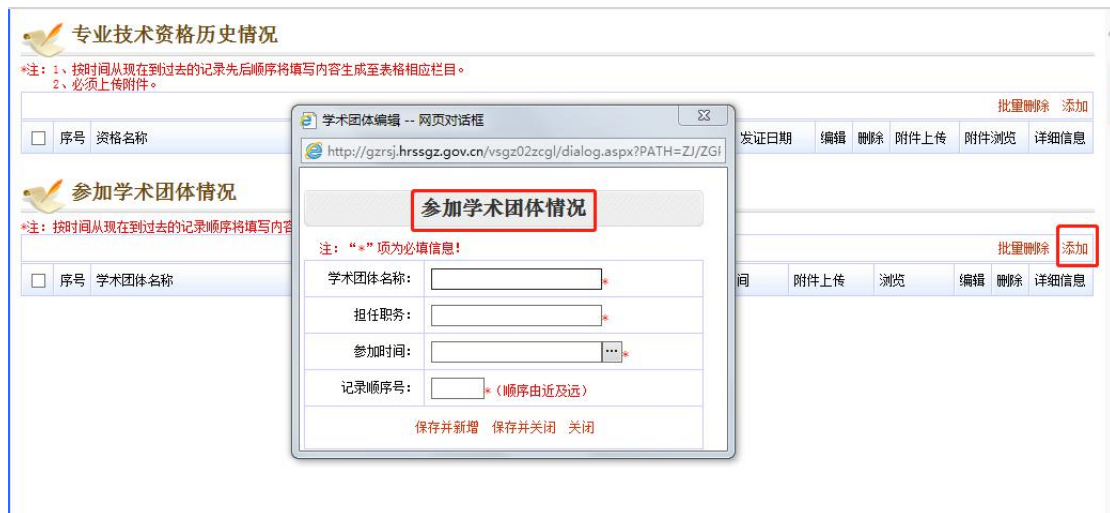 专业技术资格历史情况
*注：1、按时间从现在到过去的记录先后顺序将填写内容生成至表格相应栏目。
2、必须上传附件。
批量删除 添加
序号 资格名称 发证日期 编辑 删除 附件上传 附件浏览 详细信息
参加学术团体情况
*注：按时间从现在到过去的记录顺序将填写内容
批量删除 添加
序号 学术团体名称 间 附件上传 浏览 编辑 删除 详细信息
学术团体编辑 -- 网页对话框
http://gzrsj.hrssgz.gov.cn/vsgz02zcgl/dialog.aspx?PATH=ZJ/ZGF
参加学术团体情况
注：“*”项为必填信息!
学术团体名称： *
担任职务： *
参加时间： ... *
记录顺序号： *（顺序由近及远）
保存并新增 保存并关闭 关闭